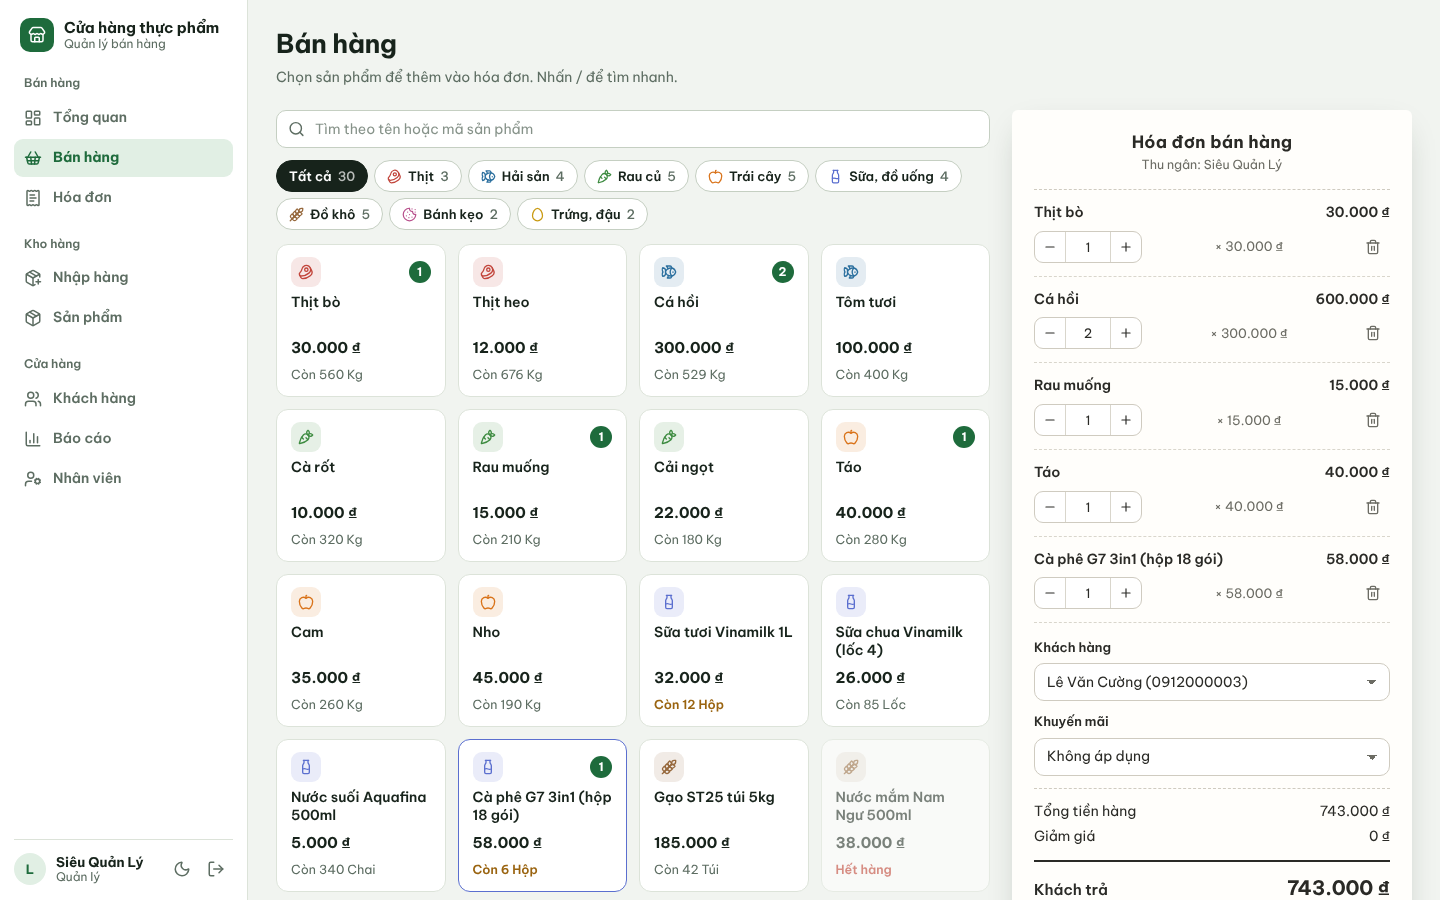 Cửa hàng thực phẩm
Quản lý bán hàng
Bán hàng
Tổng quan
Bán hàng
Hóa đơn
Kho hàng
Nhập hàng
Sản phẩm
Cửa hàng
Khách hàng
Báo cáo
Nhân viên
L
Siêu Quản Lý
Quản lý
Bán hàng
Chọn sản phẩm để thêm vào hóa đơn. Nhấn / để tìm nhanh.
Tìm theo tên hoặc mã sản phẩm
Tất cả 30
Thịt 3
Hải sản 4
Rau củ 5
Trái cây 5
Sữa, đồ uống 4
Đồ khô 5
Bánh kẹo 2
Trứng, đậu 2
1
Thịt bò
30.000 ₫
Còn 560 Kg
Thịt heo
12.000 ₫
Còn 676 Kg
2
Cá hồi
300.000 ₫
Còn 529 Kg
Tôm tươi
100.000 ₫
Còn 400 Kg
Cà rốt
10.000 ₫
Còn 320 Kg
1
Rau muống
15.000 ₫
Còn 210 Kg
Cải ngọt
22.000 ₫
Còn 180 Kg
1
Táo
40.000 ₫
Còn 280 Kg
Cam
35.000 ₫
Còn 260 Kg
Nho
45.000 ₫
Còn 190 Kg
Sữa tươi Vinamilk 1L
32.000 ₫
Còn 12 Hộp
Sữa chua Vinamilk
(lốc 4)
26.000 ₫
Còn 85 Lốc
Nước suối Aquafina
500ml
5.000 ₫
Còn 340 Chai
1
Cà phê G7 3in1 (hộp
18 gói)
58.000 ₫
Còn 6 Hộp
Gạo ST25 túi 5kg
185.000 ₫
Còn 42 Túi
Nước mắm Nam
Ngư 500ml
38.000 ₫
Hết hàng
Hóa đơn bán hàng
Thu ngân: Siêu Quản Lý
Thịt bò 30.000 ₫
− 1 + × 30.000 ₫
Cá hồi 600.000 ₫
− 2 + × 300.000 ₫
Rau muống 15.000 ₫
− 1 + × 15.000 ₫
Táo 40.000 ₫
− 1 + × 40.000 ₫
Cà phê G7 3in1 (hộp 18 gói) 58.000 ₫
− 1 + × 58.000 ₫
Khách hàng
Lê Văn Cường (0912000003)
Khuyến mãi
Không áp dụng
Tổng tiền hàng 743.000 ₫
Giảm giá 0 ₫
Khách trả 743.000 ₫